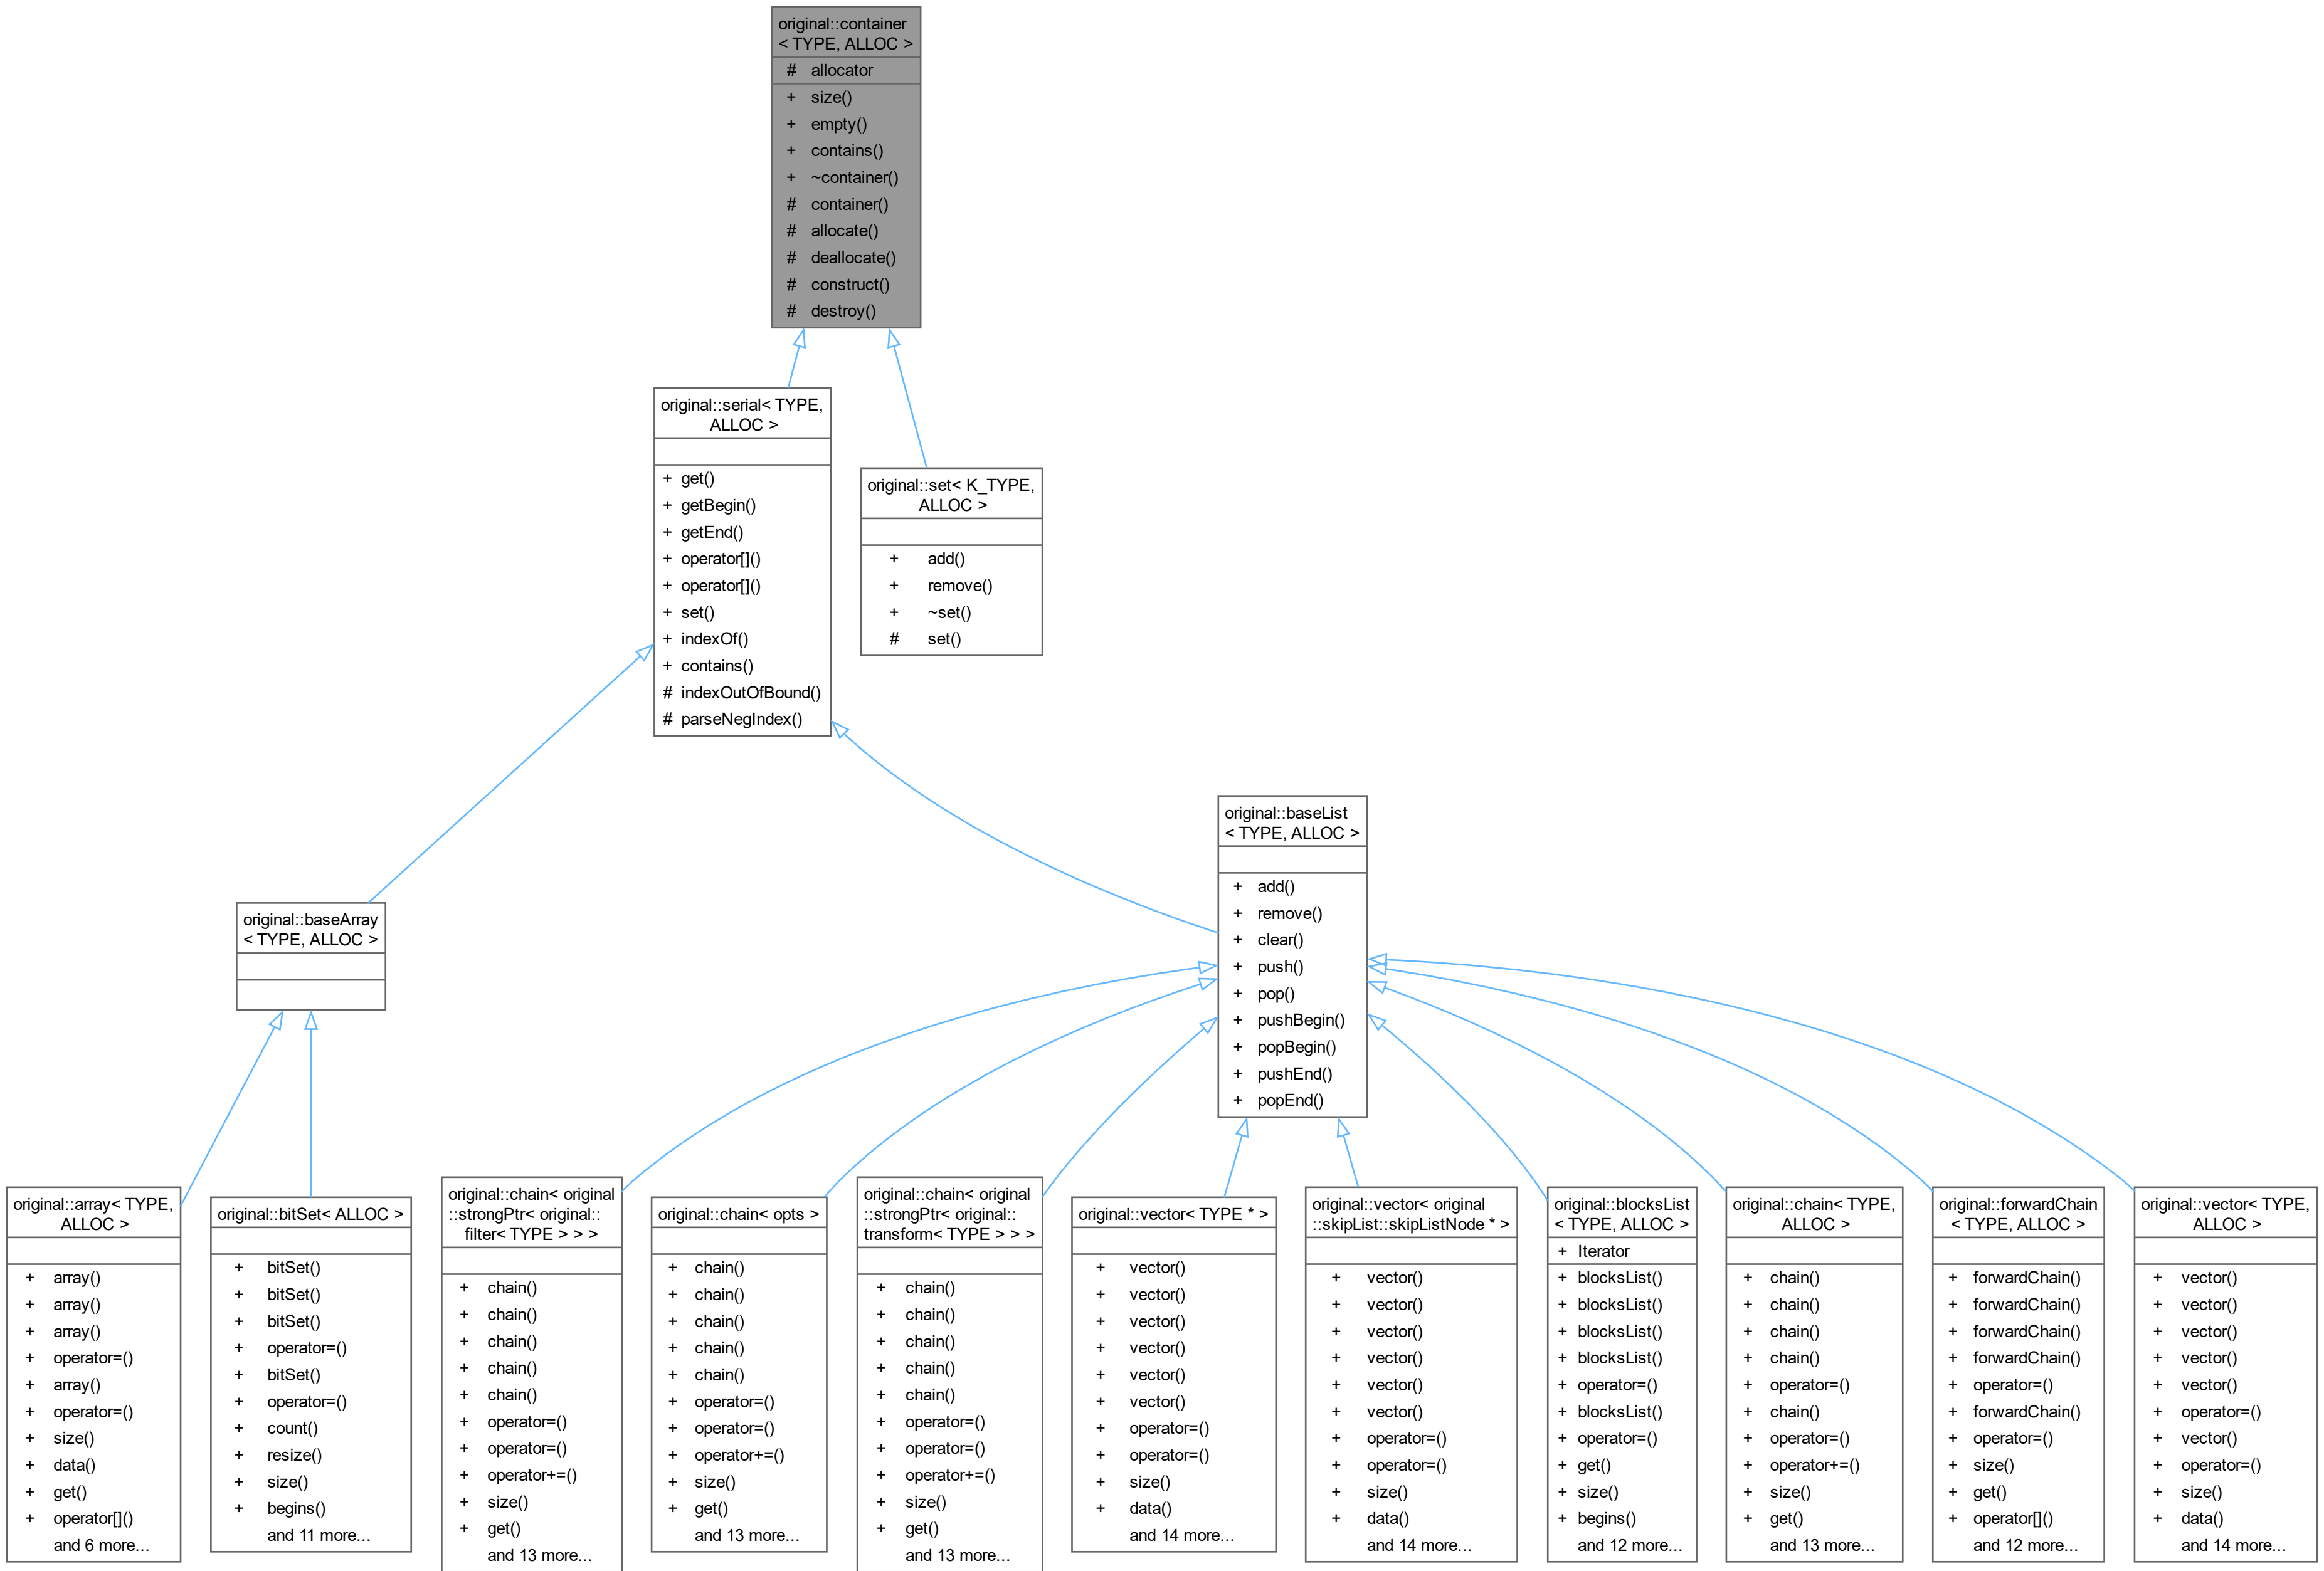 original::container
< TYPE, ALLOC >
# allocator
+ size()
+ empty()
+ contains()
+ ~container()
# container()
# allocate()
# deallocate()
# construct()
# destroy()
original::serial< TYPE,
ALLOC >
+ get()
+ getBegin()
+ getEnd()
+ operator[]()
+ operator[]()
+ set()
+ indexOf()
+ contains()
# indexOutOfBound()
# parseNegIndex()
original::set< K_TYPE,
ALLOC >
+ add()
+ remove()
+ ~set()
# set()
original::baseArray
< TYPE, ALLOC >
original::baseList
< TYPE, ALLOC >
+ add()
+ remove()
+ clear()
+ push()
+ pop()
+ pushBegin()
+ popBegin()
+ pushEnd()
+ popEnd()
original::array< TYPE,
ALLOC >
+ array()
+ array()
+ array()
+ operator=()
+ array()
+ operator=()
+ size()
+ data()
+ get()
+ operator[]()
and 6 more...
original::bitSet< ALLOC >
+ bitSet()
+ bitSet()
+ bitSet()
+ operator=()
+ bitSet()
+ operator=()
+ count()
+ resize()
+ size()
+ begins()
and 11 more...
original::chain< original
::strongPtr< original::
filter< TYPE > > >
+ chain()
+ chain()
+ chain()
+ chain()
+ chain()
+ operator=()
+ operator=()
+ operator+=()
+ size()
+ get()
and 13 more...
original::chain< opts >
+ chain()
+ chain()
+ chain()
+ chain()
+ chain()
+ operator=()
+ operator=()
+ operator+=()
+ size()
+ get()
and 13 more...
original::chain< original
::strongPtr< original::
transform< TYPE > > >
+ chain()
+ chain()
+ chain()
+ chain()
+ chain()
+ operator=()
+ operator=()
+ operator+=()
+ size()
+ get()
and 13 more...
original::vector< TYPE * >
+ vector()
+ vector()
+ vector()
+ vector()
+ vector()
+ vector()
+ operator=()
+ operator=()
+ size()
+ data()
and 14 more...
original::vector< original
::skipList::skipListNode * >
+ vector()
+ vector()
+ vector()
+ vector()
+ vector()
+ vector()
+ operator=()
+ operator=()
+ size()
+ data()
and 14 more...
original::blocksList
< TYPE, ALLOC >
+ Iterator
+ blocksList()
+ blocksList()
+ blocksList()
+ blocksList()
+ operator=()
+ blocksList()
+ operator=()
+ get()
+ size()
+ begins()
and 12 more...
original::chain< TYPE,
ALLOC >
+ chain()
+ chain()
+ chain()
+ chain()
+ operator=()
+ chain()
+ operator=()
+ operator+=()
+ size()
+ get()
and 13 more...
original::forwardChain
< TYPE, ALLOC >
+ forwardChain()
+ forwardChain()
+ forwardChain()
+ forwardChain()
+ operator=()
+ forwardChain()
+ operator=()
+ size()
+ get()
+ operator[]()
and 12 more...
original::vector< TYPE,
ALLOC >
+ vector()
+ vector()
+ vector()
+ vector()
+ vector()
+ operator=()
+ vector()
+ operator=()
+ size()
+ data()
and 14 more...